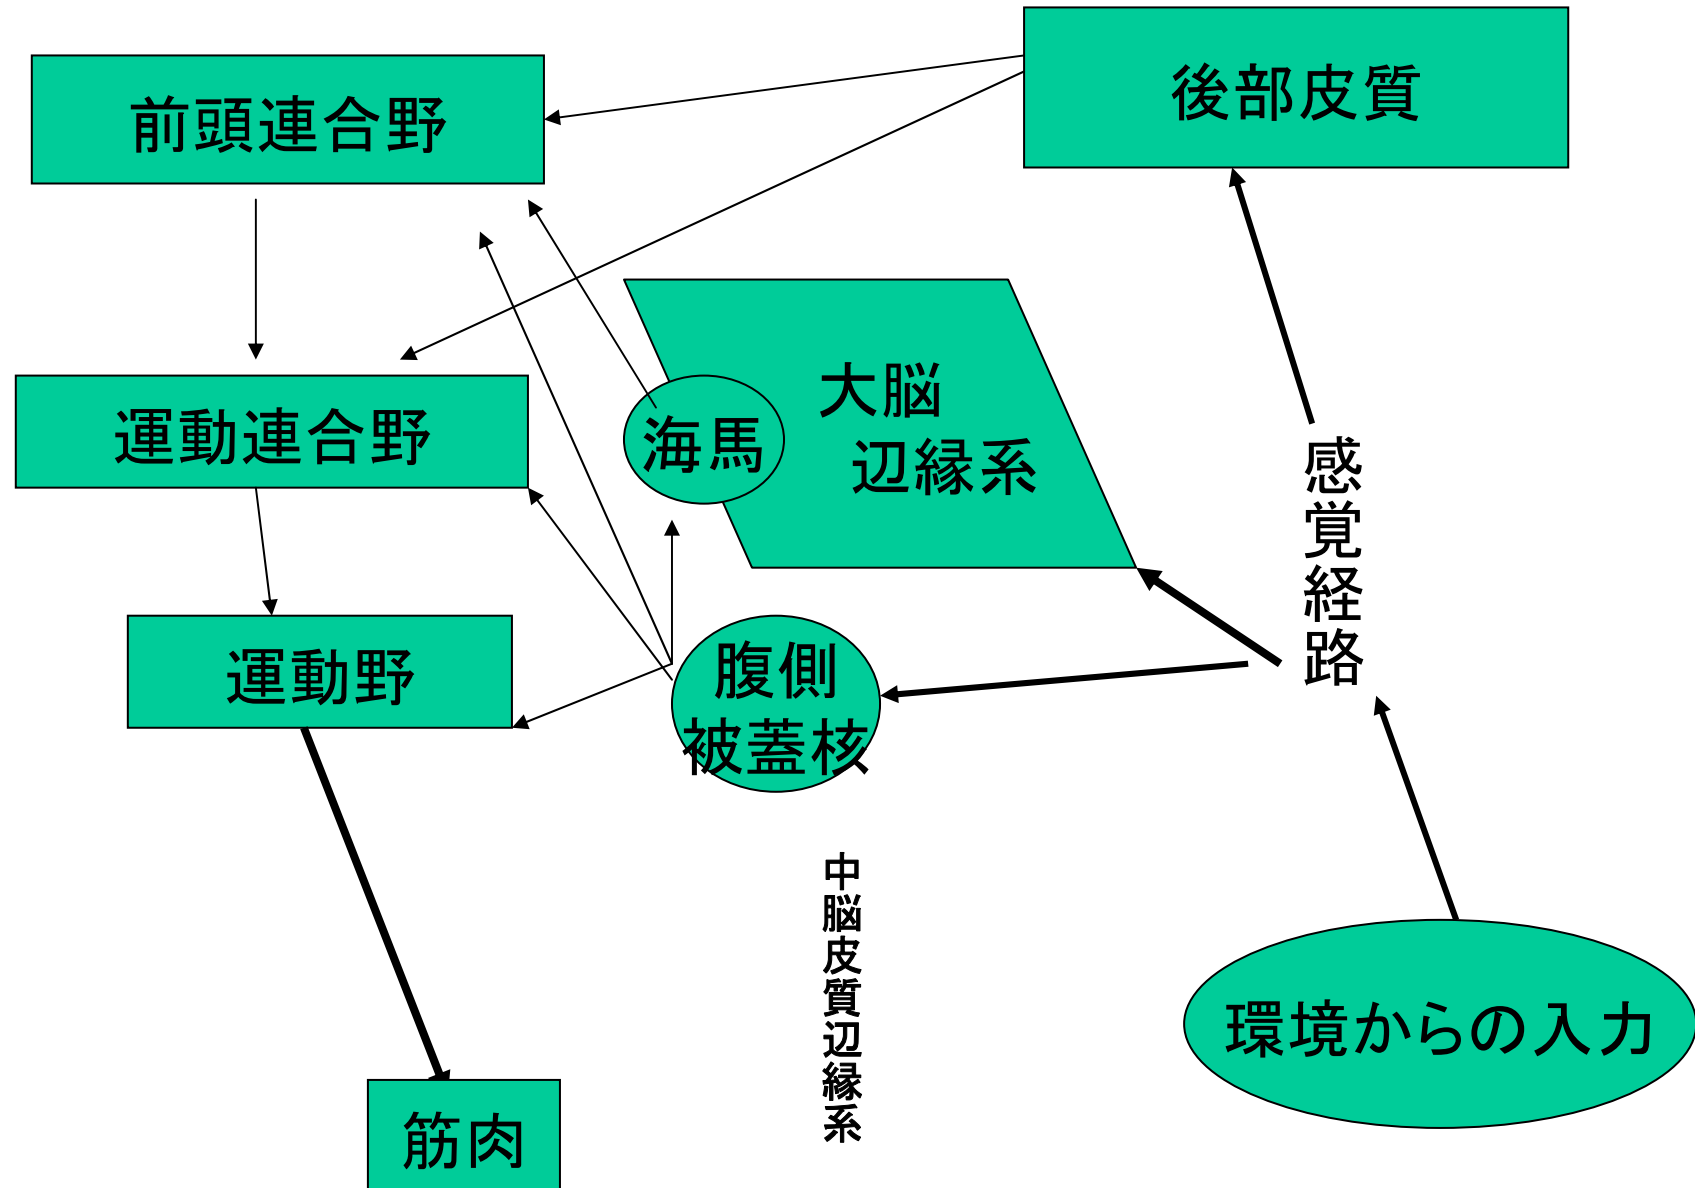 後部皮質
前頭連合野
大脳
辺縁系
運動連合野
海馬
感覚経路
運動野
腹側
被蓋核
中脳皮質辺縁系
環境からの入力
筋肉